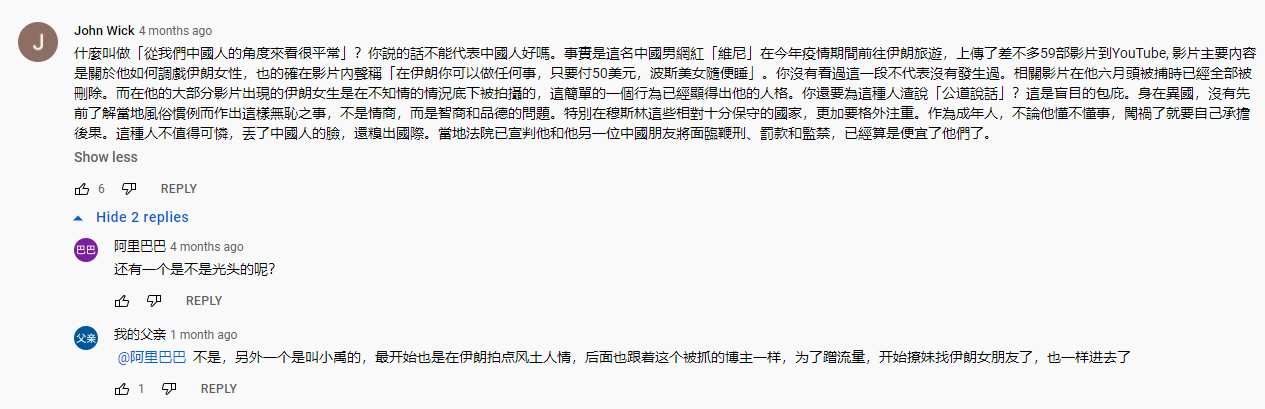 J
John Wick 4 months ago
什麼叫做「從我們中國人的角度來看很平常」？你説的話不能代表中國人好嗎。事實是這名中國男網紅「維尼」在今年疫情期間前往伊朗旅遊，上傳了差不多59部影片到YouTube, 影片主要內容
是關於他如何調戲伊朗女性，也的確在影片內聲稱「在伊朗你可以做任何事，只要付50美元，波斯美女隨便睡」。你沒有看過這一段不代表沒有發生過。相關影片在他六月頭被捕時已經全部被
刪除。而在他的大部分影片出現的伊朗女生是在不知情的情況底下被拍攝的，這簡單的一個行為已經顯得出他的人格。你還要為這種人渣說「公道說話」？這是盲目的包庇。身在異國，沒有先
前了解當地風俗慣例而作出這樣無恥之事，不是情商，而是智商和品德的問題。特別在穆斯林這些相對十分保守的國家，更加要格外注重。作為成年人，不論他懂不懂事，闖禍了就要自己承擔
後果。這種人不值得可憐，丟了中國人的臉，還糗出國際。當地法院已宣判他和他另一位中國朋友將面臨鞭刑、罰款和監禁，已經算是便宜了他們了。
Show less
6 REPLY
Hide 2 replies
巴巴
阿里巴巴 4 months ago
还有一个是不是光头的呢？
REPLY
父亲
我的父亲 1 month ago
@阿里巴巴 不是，另外一个是叫小禹的，最开始也是在伊朗拍点风土人情，后面也跟着这个被抓的博主一样，为了蹭流量，开始撩妹找伊朗女朋友了，也一样进去了
1 REPLY